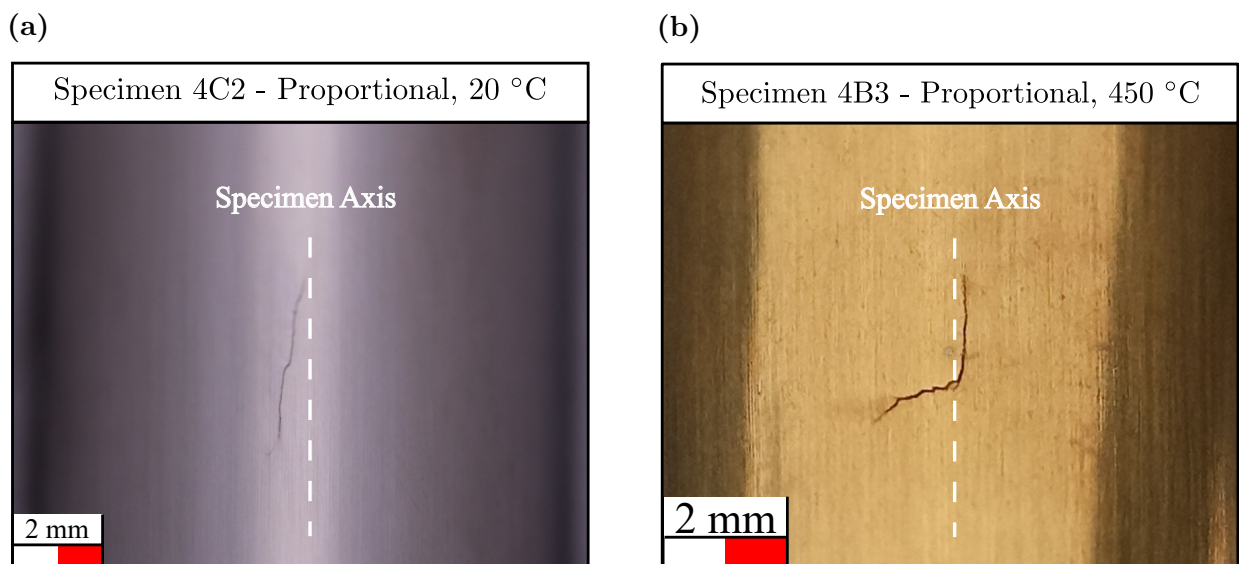 (a)
Specimen 4C2 - Proportional, 20 °C
Specimen Axis
2 mm
(b)
Specimen 4B3 - Proportional, 450 °C
Specimen Axis
2 mm